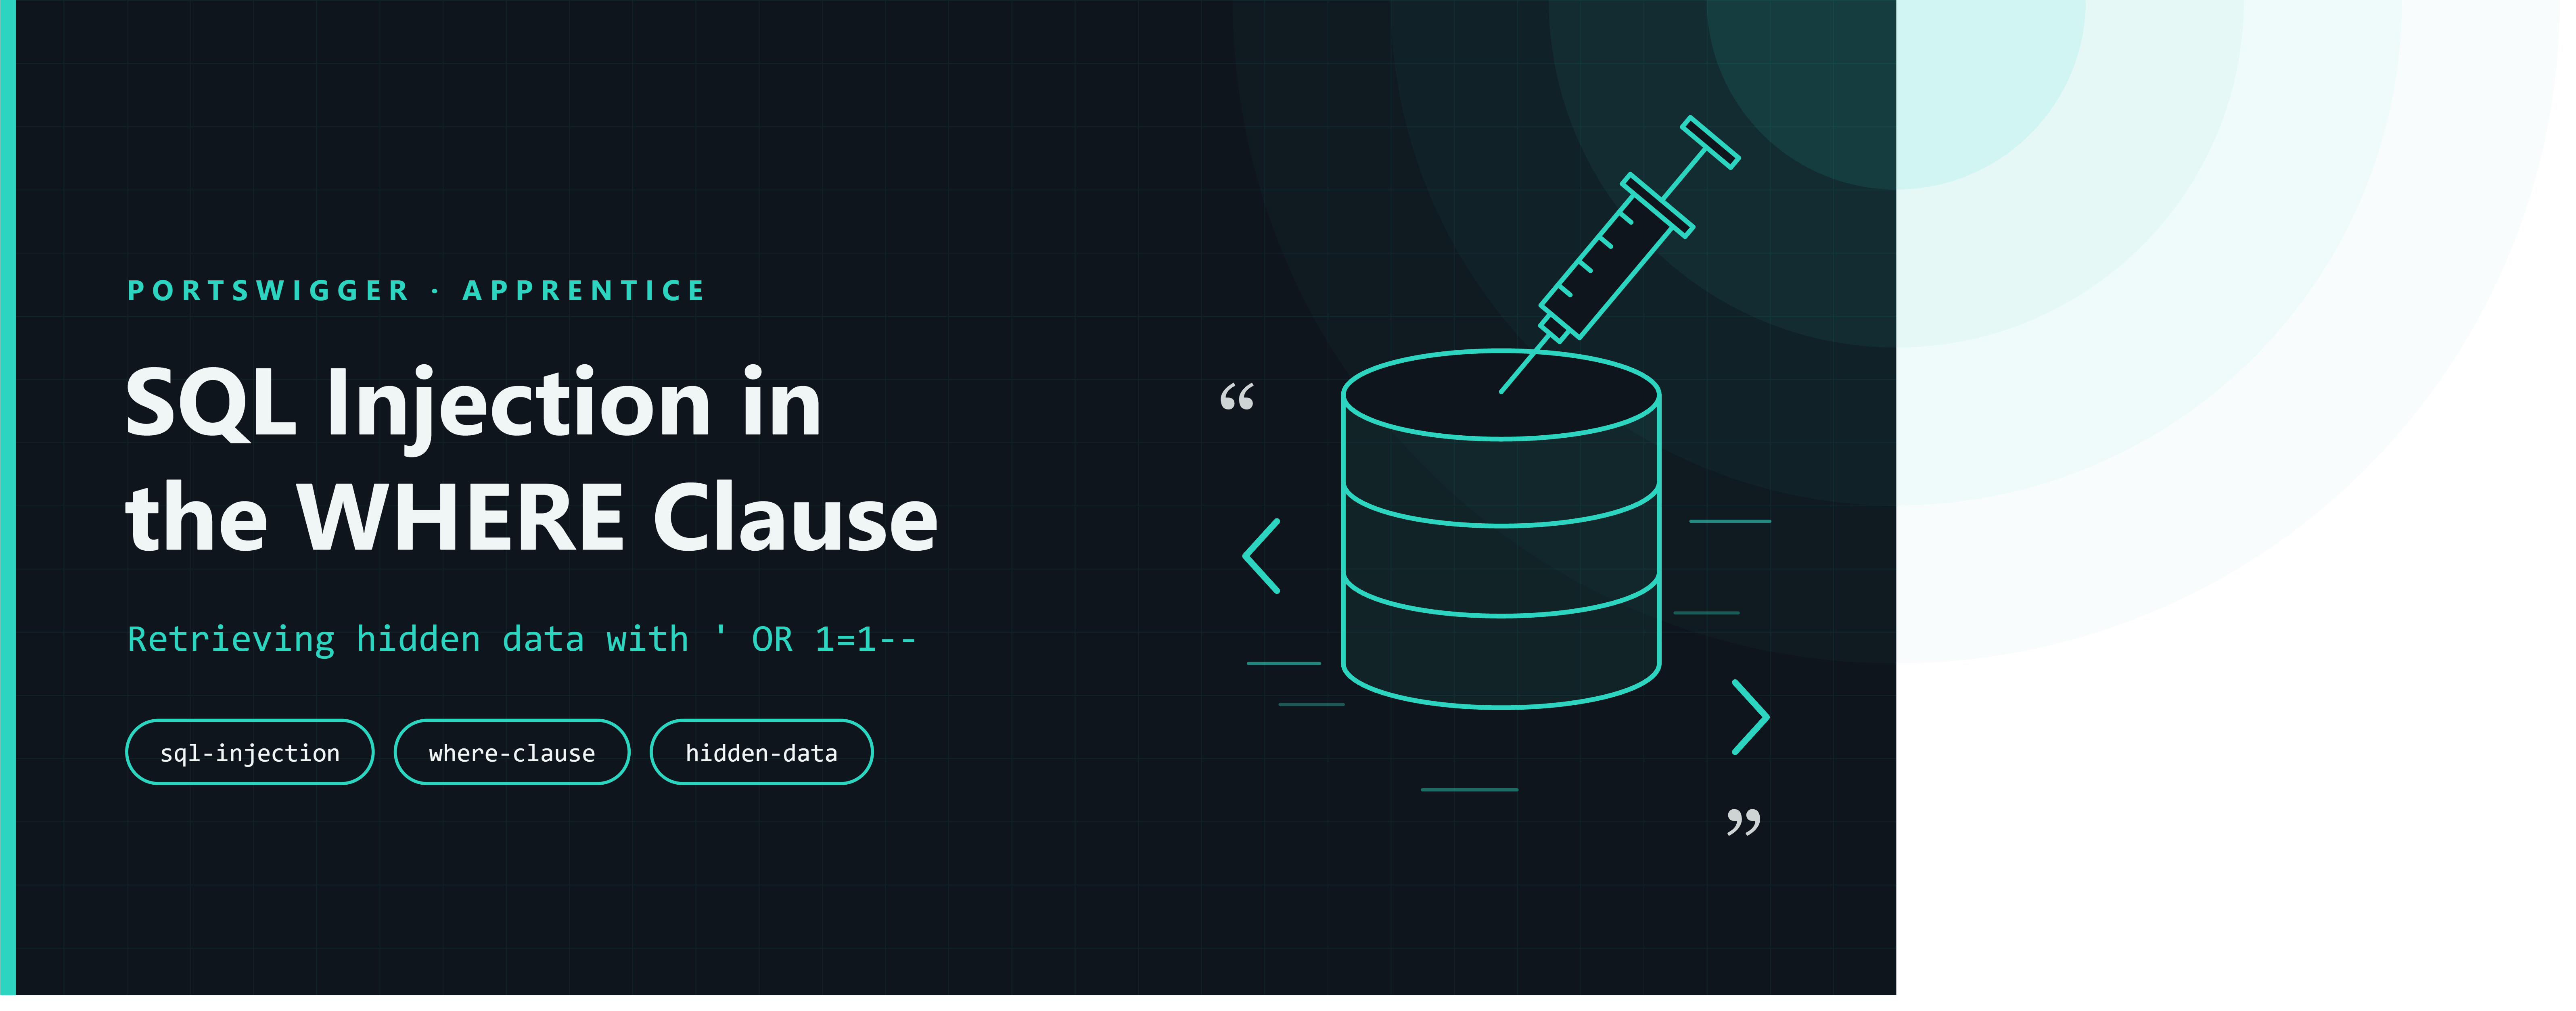 PORTSWIGGER · APPRENTICE
SQL Injection in
the WHERE Clause
Retrieving hidden data with ' OR 1=1--
sql-injection where-clause hidden-data
“
”